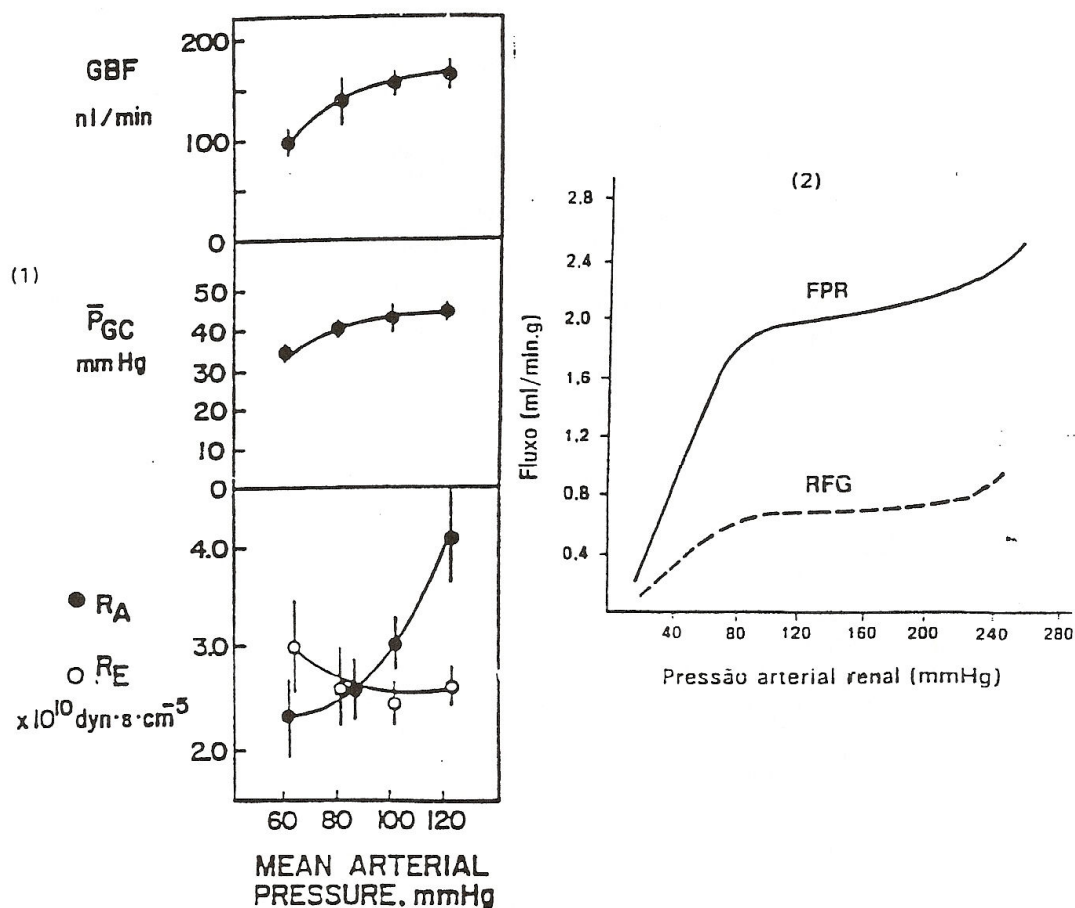 (1)
GBF
nl/min
200
100
0
P̅GC
mm Hg
50
40
30
20
10
0
● RA
○ RE
x10¹⁰ dyn·s·cm⁻⁵
4.0
3.0
2.0
60 80 100 120
MEAN ARTERIAL
PRESSURE, mmHg
(2)
Fluxo (ml/min.g)
2.8
2.4
2.0
1.6
1.2
0.8
0.4
FPR
RFG
40 80 120 160 200 240 280
Pressão arterial renal (mmHg)